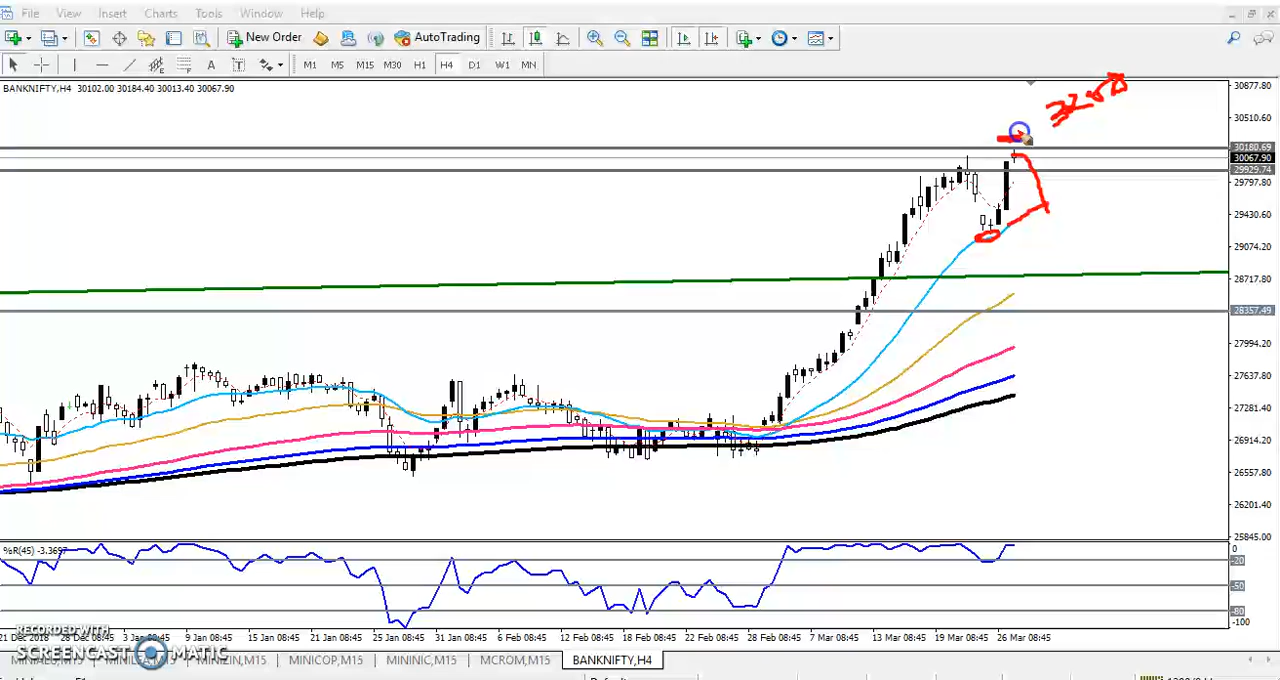 File View Insert Charts Tools Window Help
New Order AutoTrading
A T M1 M5 M15 M30 H1 H4 D1 W1 MN
BANKNIFTY,H4 30102.00 30184.40 30013.40 30067.90
30877.80
30510.60
30180.69
30067.90
29929.74
29797.80
29430.60
29074.20
28717.80
28357.49
27994.20
27637.80
27281.40
26914.20
26557.80
26201.40
25845.00
%R(45) -3.3697
0
-20
-50
-80
-100
21 Dec 2018 28 Dec 08:45 3 Jan 08:45 9 Jan 08:45 15 Jan 08:45 21 Jan 08:45 25 Jan 08:45 31 Jan 08:45 6 Feb 08:45 12 Feb 08:45 18 Feb 08:45 22 Feb 08:45 28 Feb 08:45 7 Mar 08:45 13 Mar 08:45 19 Mar 08:45 26 Mar 08:45
RECORDED WITH
SCREENCAST MATIC
MINIZIN,M15 MINICOP,M15 MININIC,M15 MCROM,M15 BANKNIFTY,H4